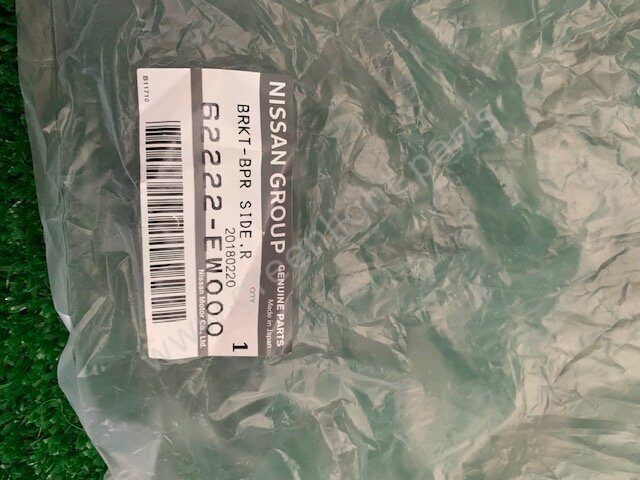 NISSAN GROUP GENUINE PARTS
Made in Japan
BRKT-BPR SIDE.R
20180220
QTY
1
62222-EW000
Nissan Motor Co., Ltd.
B11710